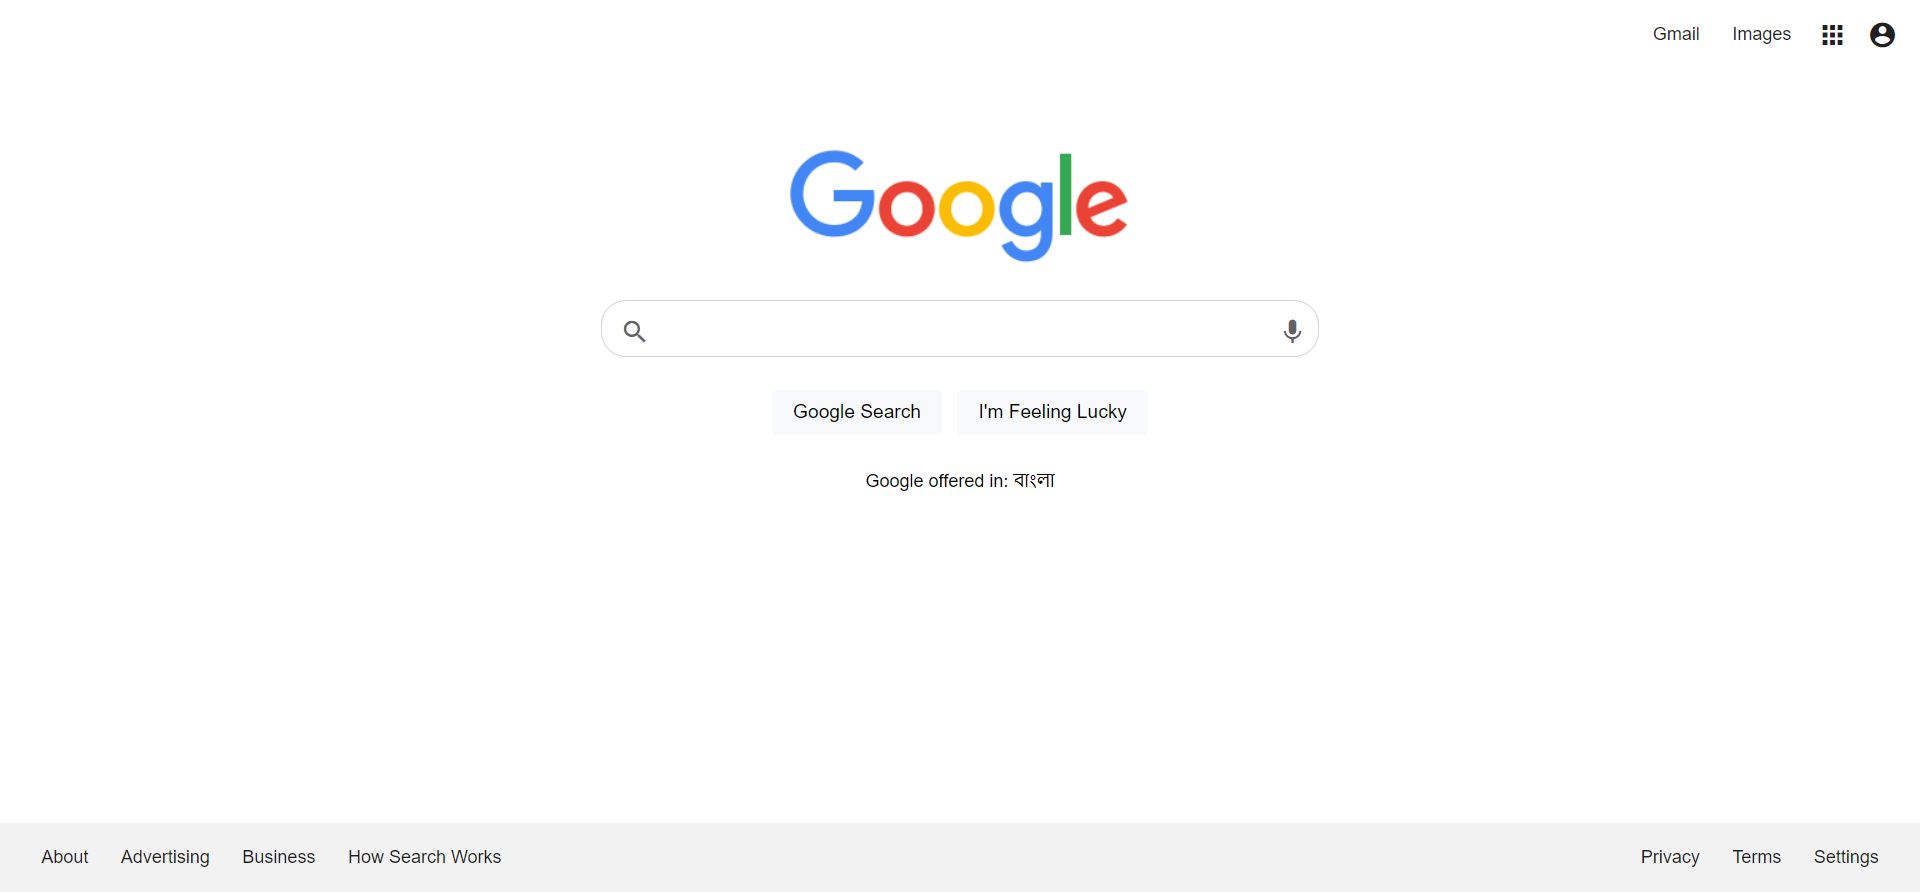 Gmail Images
Google
Google Search I'm Feeling Lucky
Google offered in: বাংলা
About Advertising Business How Search Works Privacy Terms Settings